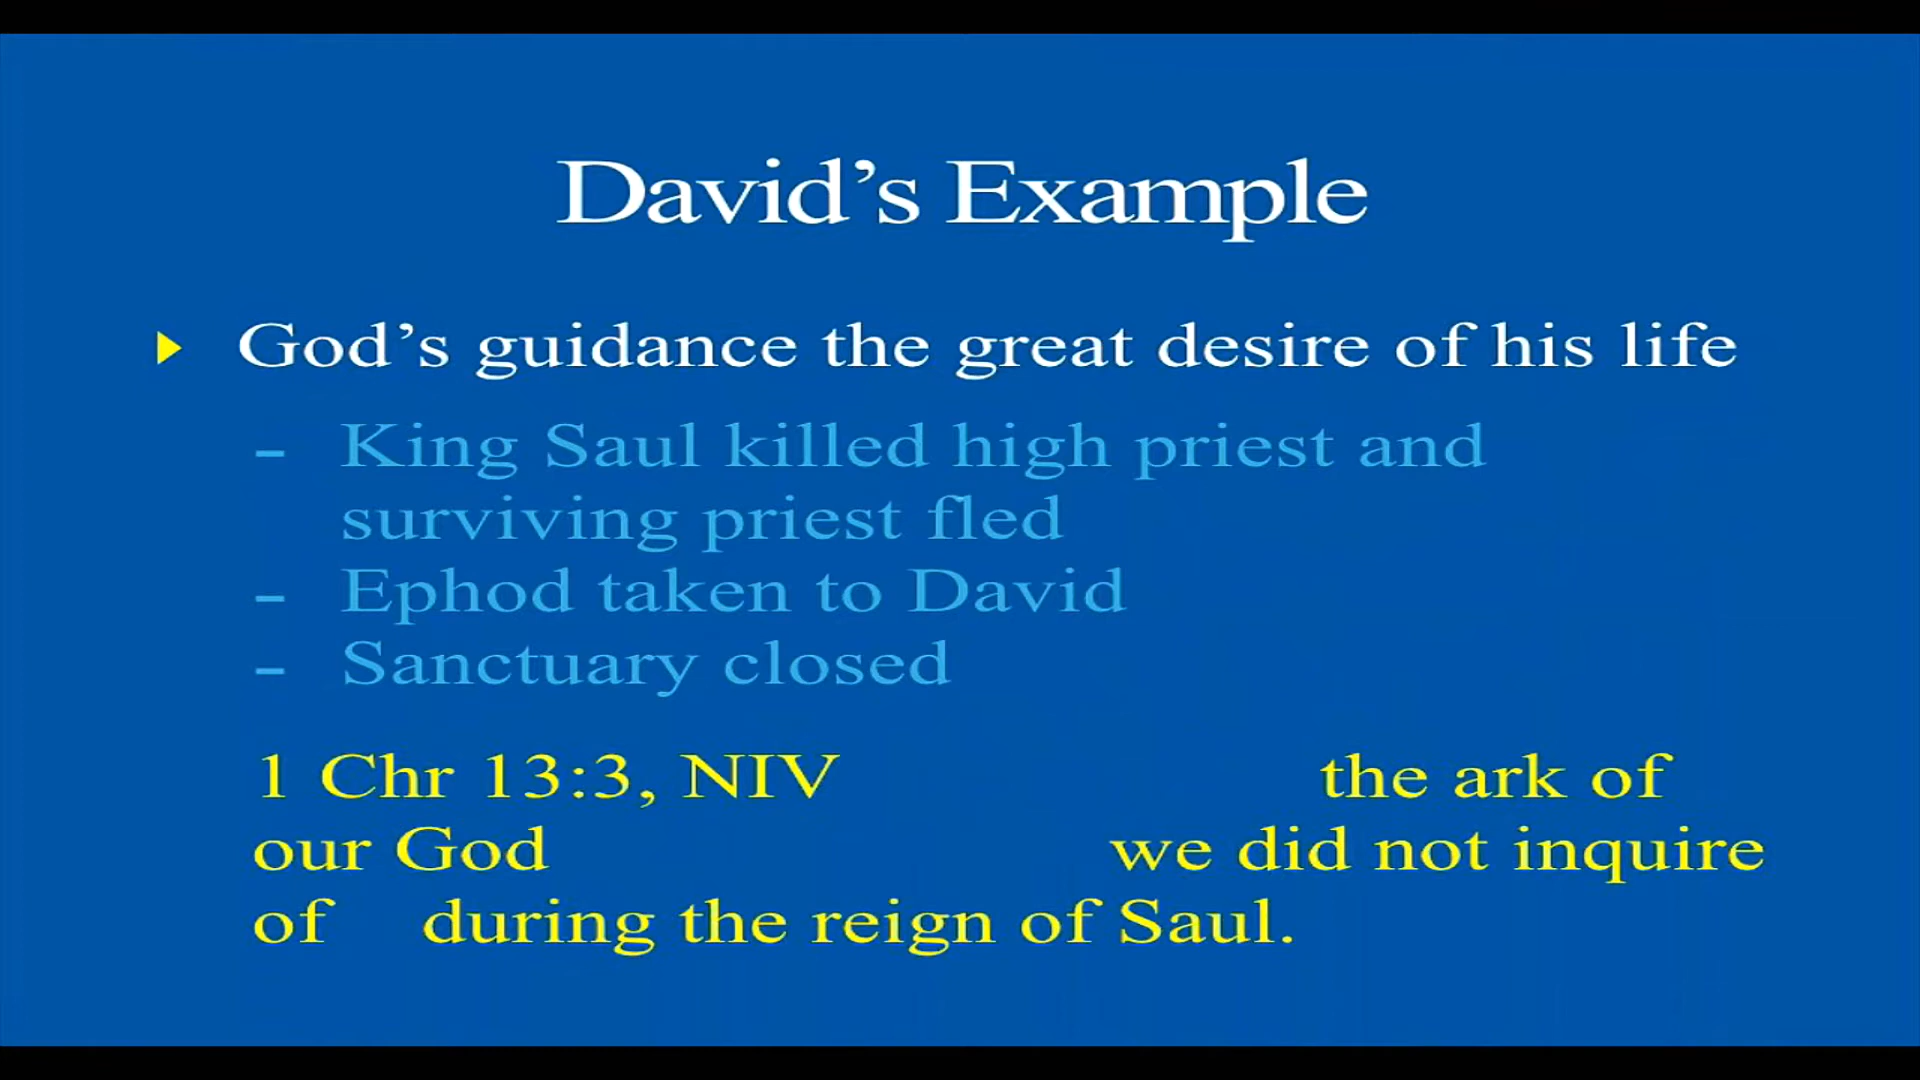 David’s Example
God’s guidance the great desire of his life
– King Saul killed high priest and
surviving priest fled
– Ephod taken to David
– Sanctuary closed
1 Chr 13:3, NIV the ark of
our God we did not inquire
of during the reign of Saul.